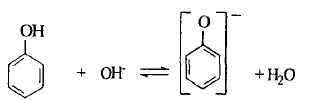 OH
O
−
+ OH⁻ ⇌ + H₂O